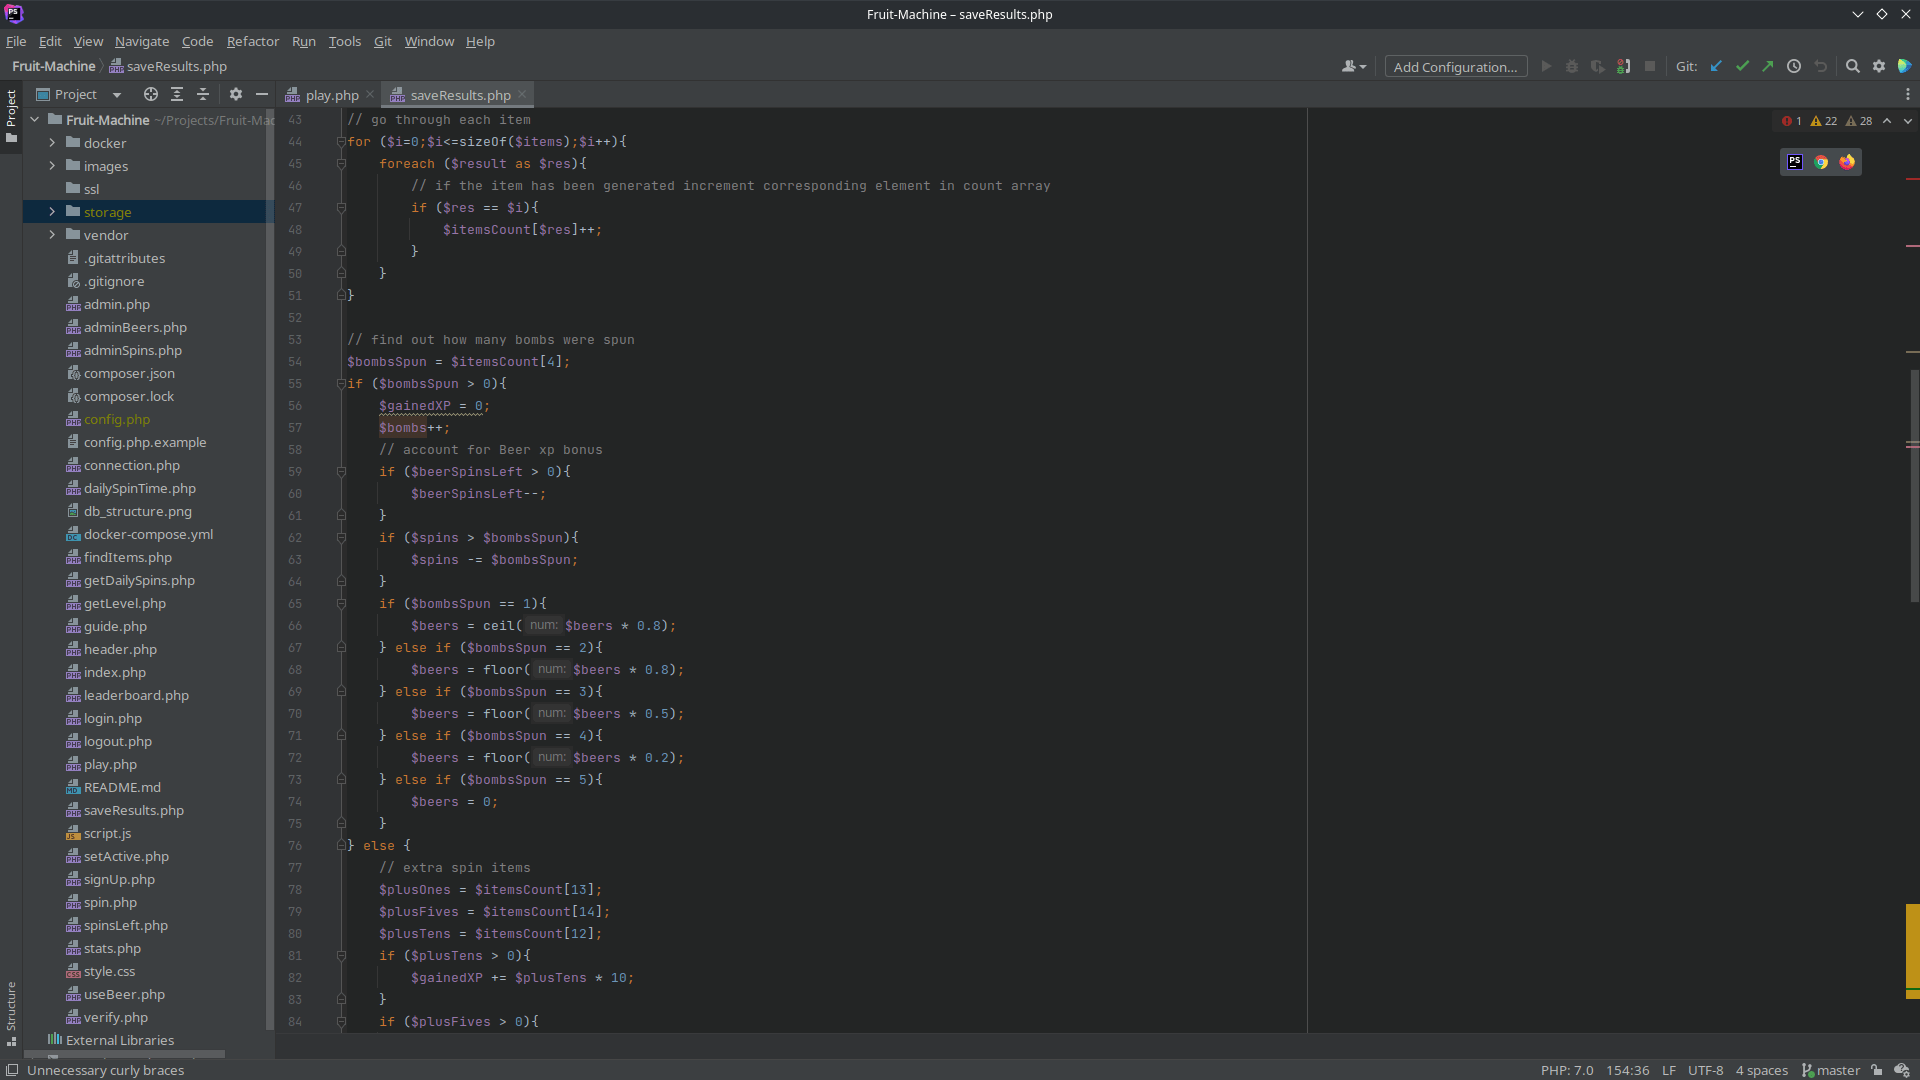 Fruit-Machine – saveResults.php
File Edit View Navigate Code Refactor Run Tools Git Window Help
Fruit-Machine saveResults.php
Add Configuration...
Git:
Project
Project
play.php
saveResults.php
Fruit-Machine ~/Projects/Fruit-Mac
docker
images
ssl
storage
vendor
.gitattributes
.gitignore
admin.php
adminBeers.php
adminSpins.php
composer.json
composer.lock
config.php
config.php.example
connection.php
dailySpinTime.php
db_structure.png
docker-compose.yml
findItems.php
getDailySpins.php
getLevel.php
guide.php
header.php
index.php
leaderboard.php
login.php
logout.php
play.php
README.md
saveResults.php
script.js
setActive.php
signUp.php
spin.php
spinsLeft.php
stats.php
style.css
useBeer.php
verify.php
External Libraries
Structure
1 22 28
43 // go through each item
44 for ($i=0;$i<=sizeOf($items);$i++){
45 foreach ($result as $res){
46 // if the item has been generated increment corresponding element in count array
47 if ($res == $i){
48 $itemsCount[$res]++;
49 }
50 }
51 }
52
53 // find out how many bombs were spun
54 $bombsSpun = $itemsCount[4];
55 if ($bombsSpun > 0){
56 $gainedXP = 0;
57 $bombs++;
58 // account for Beer xp bonus
59 if ($beerSpinsLeft > 0){
60 $beerSpinsLeft--;
61 }
62 if ($spins > $bombsSpun){
63 $spins -= $bombsSpun;
64 }
65 if ($bombsSpun == 1){
66 $beers = ceil( num: $beers * 0.8);
67 } else if ($bombsSpun == 2){
68 $beers = floor( num: $beers * 0.8);
69 } else if ($bombsSpun == 3){
70 $beers = floor( num: $beers * 0.5);
71 } else if ($bombsSpun == 4){
72 $beers = floor( num: $beers * 0.2);
73 } else if ($bombsSpun == 5){
74 $beers = 0;
75 }
76 } else {
77 // extra spin items
78 $plusOnes = $itemsCount[13];
79 $plusFives = $itemsCount[14];
80 $plusTens = $itemsCount[12];
81 if ($plusTens > 0){
82 $gainedXP += $plusTens * 10;
83 }
84 if ($plusFives > 0){
Unnecessary curly braces
PHP: 7.0 154:36 LF UTF-8 4 spaces master